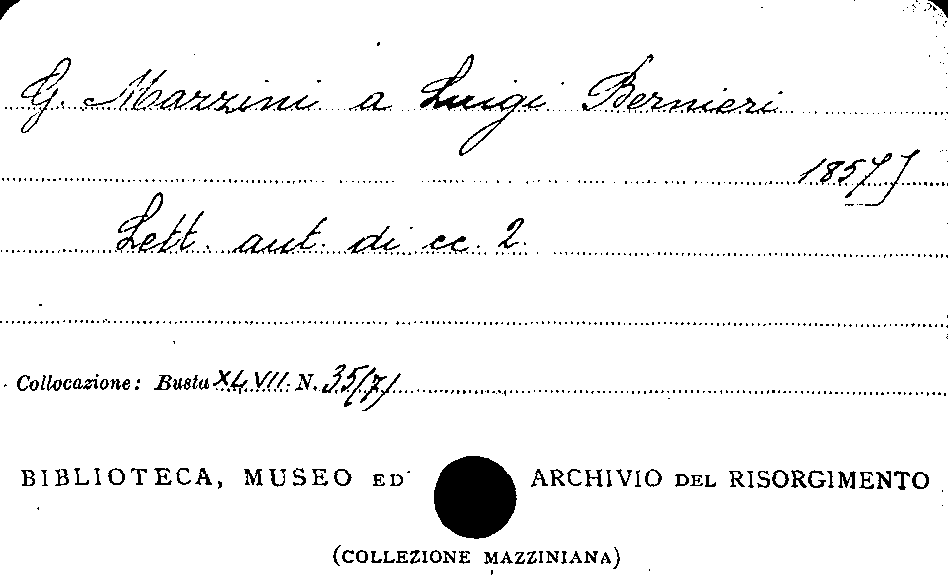 G. Mazzini a Luigi Bernieri
1857]
Lett. aut. di cc. 2.
Collocazione: Busta XLVII. N. 35(7)
BIBLIOTECA, MUSEO ED ARCHIVIO DEL RISORGIMENTO
(COLLEZIONE MAZZINIANA)